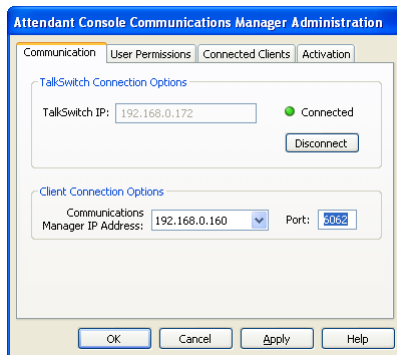 Attendant Console Communications Manager Administration
Communication User Permissions Connected Clients Activation
TalkSwitch Connection Options
TalkSwitch IP: 192.168.0.172 Connected
Disconnect
Client Connection Options
Communications
Manager IP Address: 192.168.0.160 Port: 6062
OK Cancel Apply Help